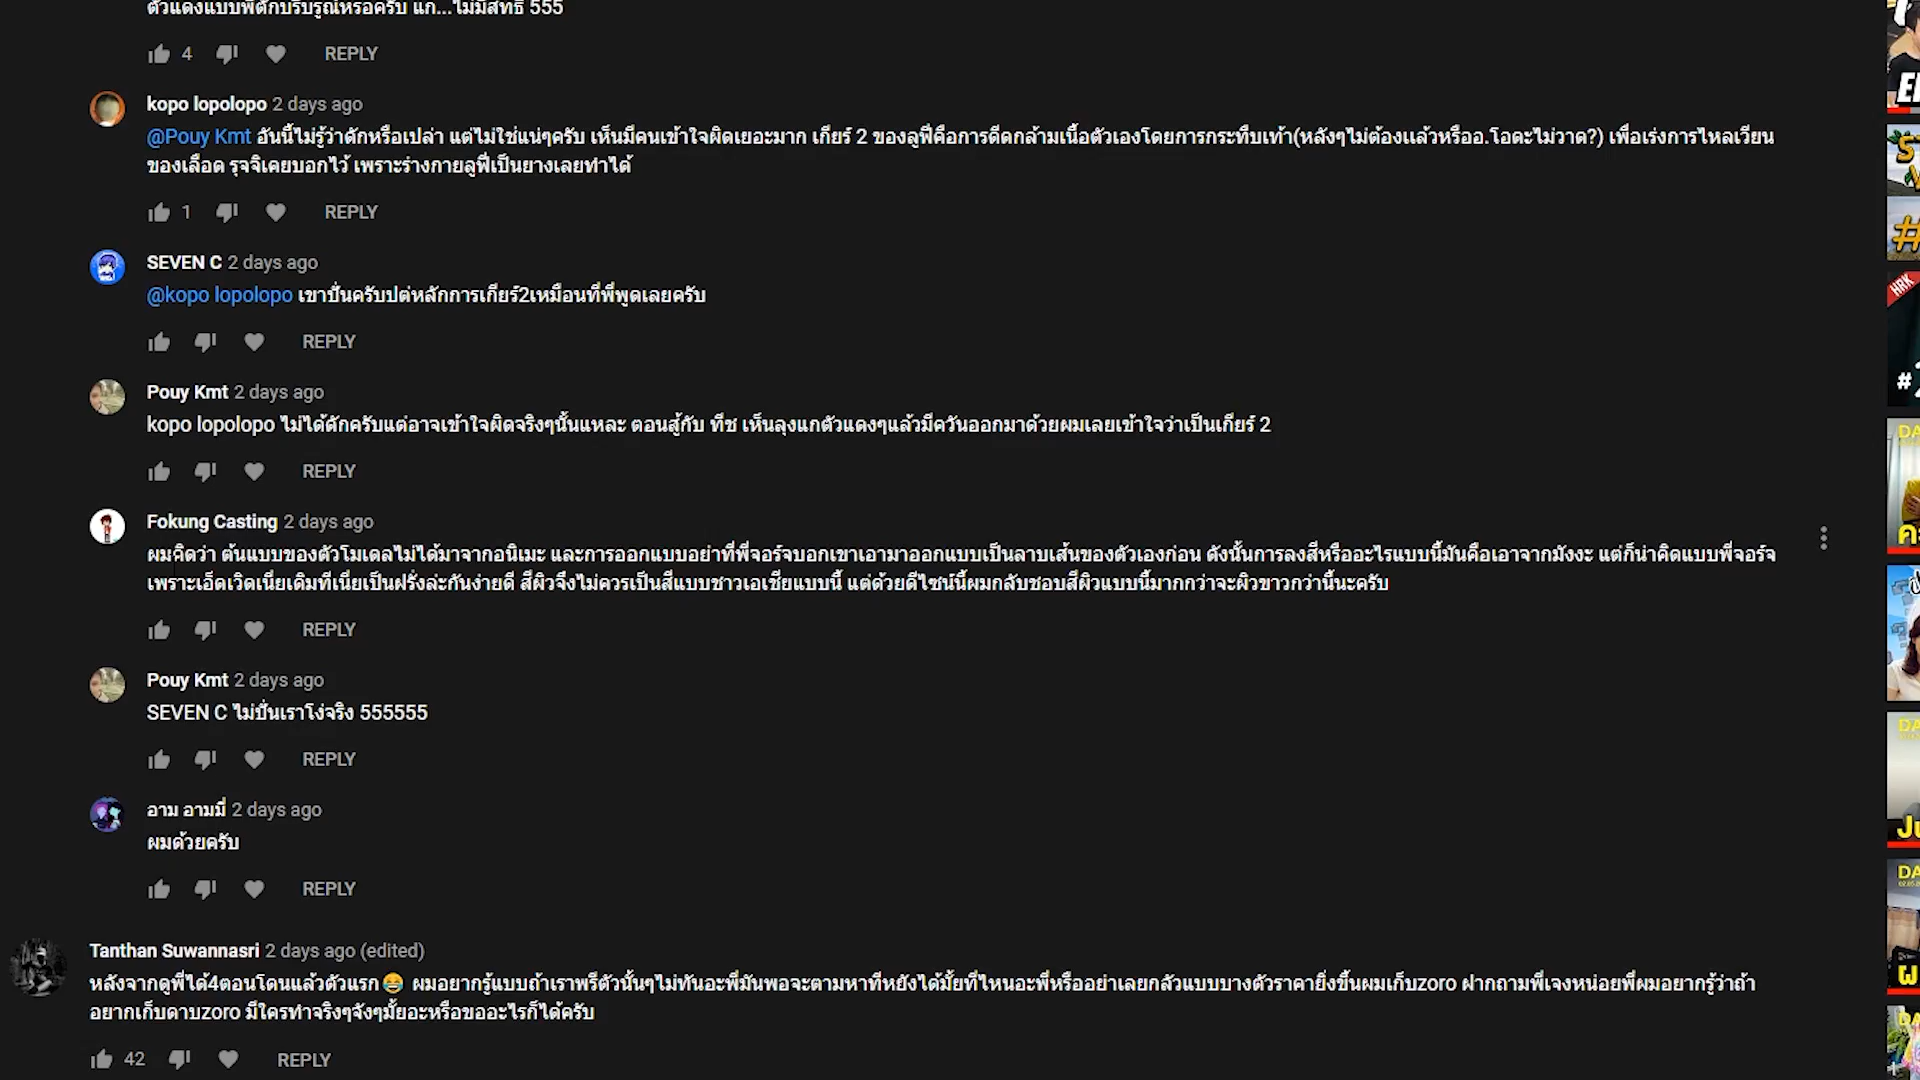 ตัวแดงแบบพี่ดักบริบูรณ์หรอครับ แก...ไม่มีสิทธิ์ 555
4 REPLY
kopo lopolopo 2 days ago
@Pouy Kmt อันนี้ไม่รู้ว่าดักหรือเปล่า แต่ไม่ใช่แน่ๆครับ เห็นมีคนเข้าใจผิดเยอะมาก เกียร์ 2 ของลูฟี่คือการดีดกล้ามเนื้อตัวเองโดยการกระทืบเท้า(หลังๆไม่ต้องแล้วหรืออ.โอดะไม่วาด?) เพื่อเร่งการไหลเวียน
ของเลือด รุจจิเคยบอกไว้ เพราะร่างกายลูฟี่เป็นยางเลยทำได้
1 REPLY
SEVEN C 2 days ago
@kopo lopolopo เขาปั่นครับปต่หลักการเกียร์2เหมือนที่พี่พูดเลยครับ
REPLY
Pouy Kmt 2 days ago
kopo lopolopo ไม่ได้ดักครับแต่อาจเข้าใจผิดจริงๆนั้นแหละ ตอนสู้กับ ทีช เห็นลุงแกตัวแดงๆแล้วมีควันออกมาด้วยผมเลยเข้าใจว่าเป็นเกียร์ 2
REPLY
Fokung Casting 2 days ago
ผมคิดว่า ต้นแบบของตัวโมเดลไม่ได้มาจากอนิเมะ และการออกแบบอย่าที่พี่จอร์จบอกเขาเอามาออกแบบเป็นลาบเส้นของตัวเองก่อน ดังนั้นการลงสีหรืออะไรแบบนี้มันคือเอาจากมังงะ แต่ก็น่าคิดแบบพี่จอร์จ
เพราะเอ็ดเวิดเนี่ยเดิมทีเนี่ยเป็นฝรั่งล่ะกันง่ายดี สีผิวจึงไม่ควรเป็นสีแบบชาวเอเชียแบบนี้ แต่ด้วยดีไซน์นี้ผมกลับชอบสีผิวแบบนี้มากกว่าจะผิวขาวกว่านี้นะครับ
REPLY
Pouy Kmt 2 days ago
SEVEN C ไม่ปั่นเราโง่จริง 555555
REPLY
อาม อามมี่ 2 days ago
ผมด้วยครับ
REPLY
Tanthan Suwannasri 2 days ago (edited)
หลังจากดูพี่ได้4ตอนโดนแล้วตัวแรก😂 ผมอยากรู้แบบถ้าเราพรีตัวนั้นๆไม่ทันอะพี่มันพอจะตามหาทีหยังได้มั้ยที่ไหนอะพี่หรืออย่าเลยกลัวแบบบางตัวราคายิ่งขึ้นผมเก็บzoro ฝากถามพี่เจงหน่อยพี่ผมอยากรู้ว่าถ้า
อยากเก็บดาบzoro มีใครทำจริงๆจังๆมั้ยอะหรือขออะไรก็ได้ครับ
42 REPLY